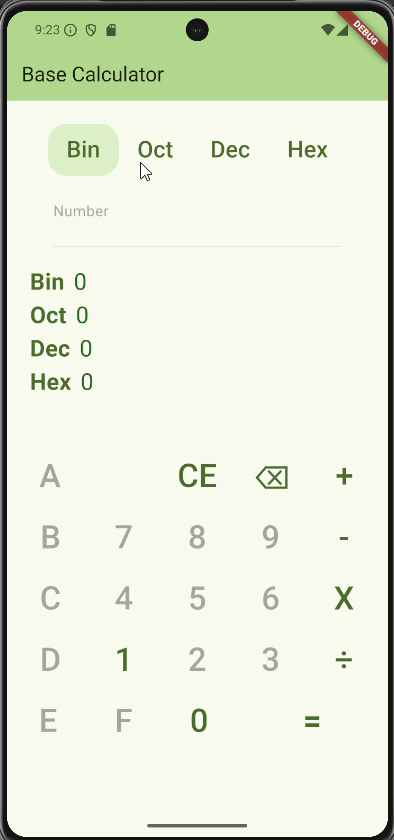 9:23
DEBUG
Base Calculator
Bin Oct Dec Hex
Number
Bin 0
Oct 0
Dec 0
Hex 0
A CE +
B 7 8 9 -
C 4 5 6 X
D 1 2 3 ÷
E F 0 =